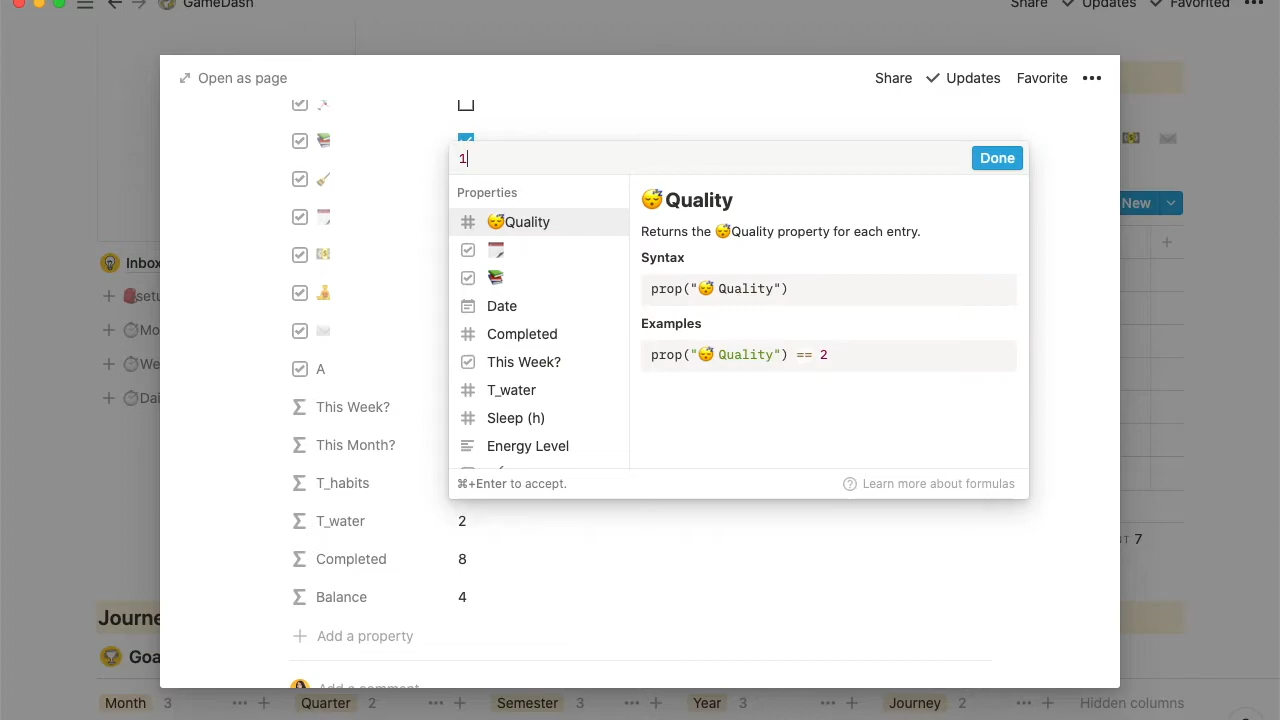 GameDash
Share
Updates
Favorited
Open as page
Share
Updates
Favorite
1
Done
Properties
Quality
Date
Completed
This Week?
T_water
Sleep (h)
Energy Level
Quality
Returns the 😴Quality property for each entry.
Syntax
prop("😴 Quality")
Examples
prop("😴 Quality") == 2
⌘+Enter to accept.
Learn more about formulas
A
This Week?
This Month?
T_habits
T_water
2
Completed
8
Balance
4
Add a property
Add a comment
Inbox
New
7
Month 3
Quarter 2
Semester 3
Year 3
Journey 2
Hidden columns